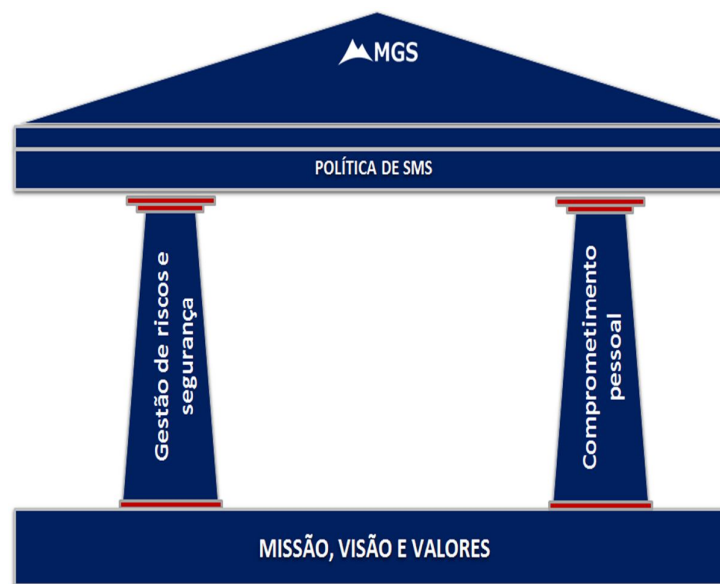 MGS
POLÍTICA DE SMS
Gestão de riscos e
segurança
Comprometimento
pessoal
MISSÃO, VISÃO E VALORES